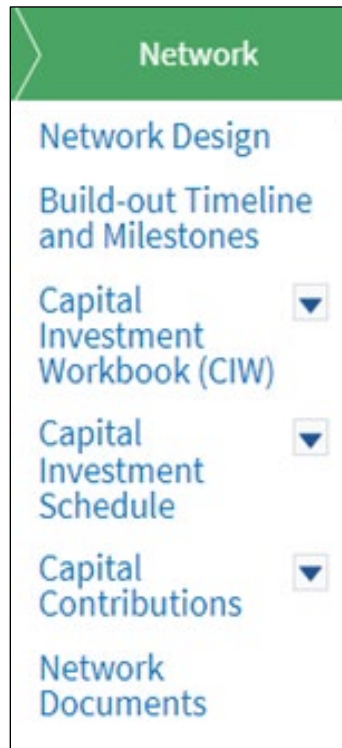 Network
Network Design
Build-out Timeline
and Milestones
Capital
Investment
Workbook (CIW)
Capital
Investment
Schedule
Capital
Contributions
Network
Documents